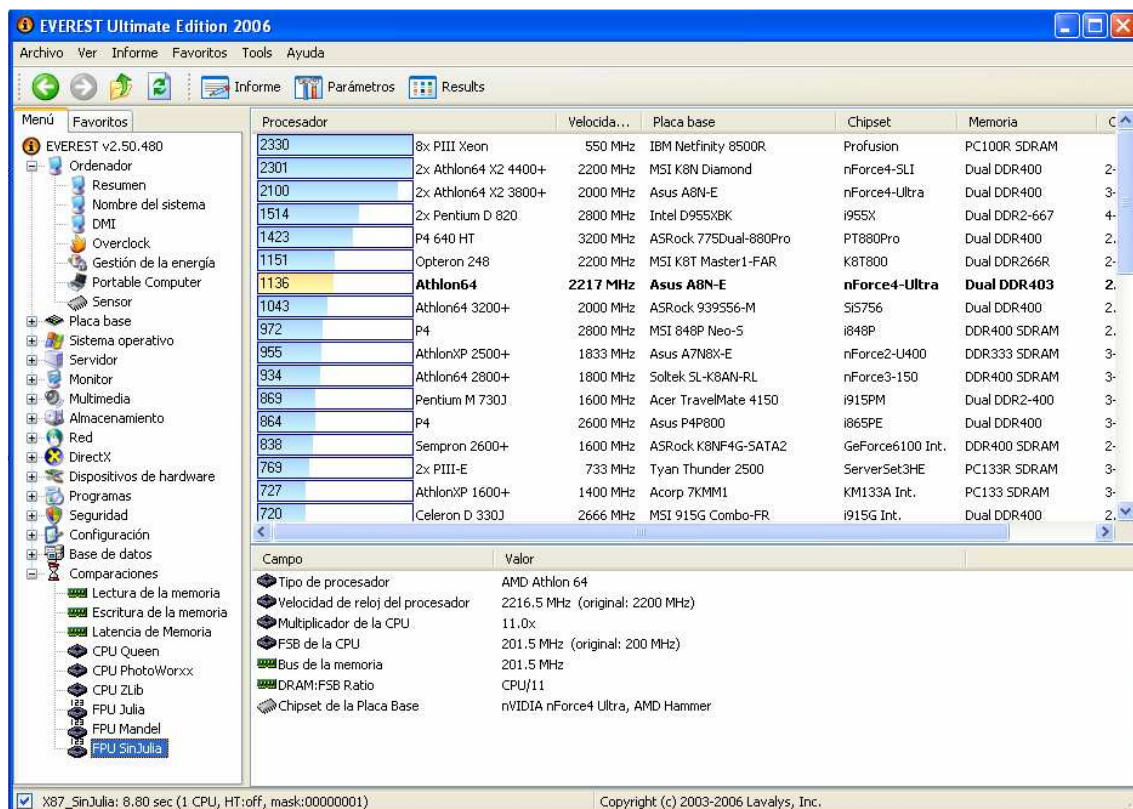 EVEREST Ultimate Edition 2006
Archivo Ver Informe Favoritos Tools Ayuda
Informe Parámetros Results
Menú Favoritos
EVEREST v2.50.480
Ordenador
Resumen
Nombre del sistema
DMI
Overclock
Gestión de la energía
Portable Computer
Sensor
Placa base
Sistema operativo
Servidor
Monitor
Multimedia
Almacenamiento
Red
DirectX
Dispositivos de hardware
Programas
Seguridad
Configuración
Base de datos
Comparaciones
Lectura de la memoria
Escritura de la memoria
Latencia de Memoria
CPU Queen
CPU PhotoWorxx
CPU ZLib
FPU Julia
FPU Mandel
FPU SinJulia
Procesador Velocida... Placa base Chipset Memoria C
2330 8x PIII Xeon 550 MHz IBM Netfinity 8500R Profusion PC100R SDRAM
2301 2x Athlon64 X2 4400+ 2200 MHz MSI K8N Diamond nForce4-SLI Dual DDR400 2-
2100 2x Athlon64 X2 3800+ 2000 MHz Asus A8N-E nForce4-Ultra Dual DDR400 3-
1514 2x Pentium D 820 2800 MHz Intel D955XBK i955X Dual DDR2-667 4-
1423 P4 640 HT 3200 MHz ASRock 775Dual-880Pro PT880Pro Dual DDR400 2.
1151 Opteron 248 2200 MHz MSI K8T Master1-FAR K8T800 Dual DDR266R 2-
1136 Athlon64 2217 MHz Asus A8N-E nForce4-Ultra Dual DDR403 2.
1043 Athlon64 3200+ 2000 MHz ASRock 939S56-M SiS756 Dual DDR400 2.
972 P4 2800 MHz MSI 848P Neo-S i848P DDR400 SDRAM 2.
955 AthlonXP 2500+ 1833 MHz Asus A7N8X-E nForce2-U400 DDR333 SDRAM 3-
934 Athlon64 2800+ 1800 MHz Soltek SL-K8AN-RL nForce3-150 DDR400 SDRAM 3-
869 Pentium M 730J 1600 MHz Acer TravelMate 4150 i915PM Dual DDR2-400 3-
864 P4 2600 MHz Asus P4P800 i865PE Dual DDR400 3-
838 Sempron 2600+ 1600 MHz ASRock K8NF4G-SATA2 GeForce6100 Int. DDR400 SDRAM 2-
769 2x PIII-E 733 MHz Tyan Thunder 2500 ServerSet3HE PC133R SDRAM 3-
727 AthlonXP 1600+ 1400 MHz Acorp 7KMM1 KM133A Int. PC133 SDRAM 3-
720 Celeron D 330J 2666 MHz MSI 915G Combo-FR i915G Int. Dual DDR400 2.
Campo Valor
Tipo de procesador AMD Athlon 64
Velocidad de reloj del procesador 2216.5 MHz (original: 2200 MHz)
Multiplicador de la CPU 11.0x
FSB de la CPU 201.5 MHz (original: 200 MHz)
Bus de la memoria 201.5 MHz
DRAM:FSB Ratio CPU/11
Chipset de la Placa Base nVIDIA nForce4 Ultra, AMD Hammer
X87_SinJulia: 8.80 sec (1 CPU, HT:off, mask:00000001) Copyright (c) 2003-2006 Lavalys, Inc.